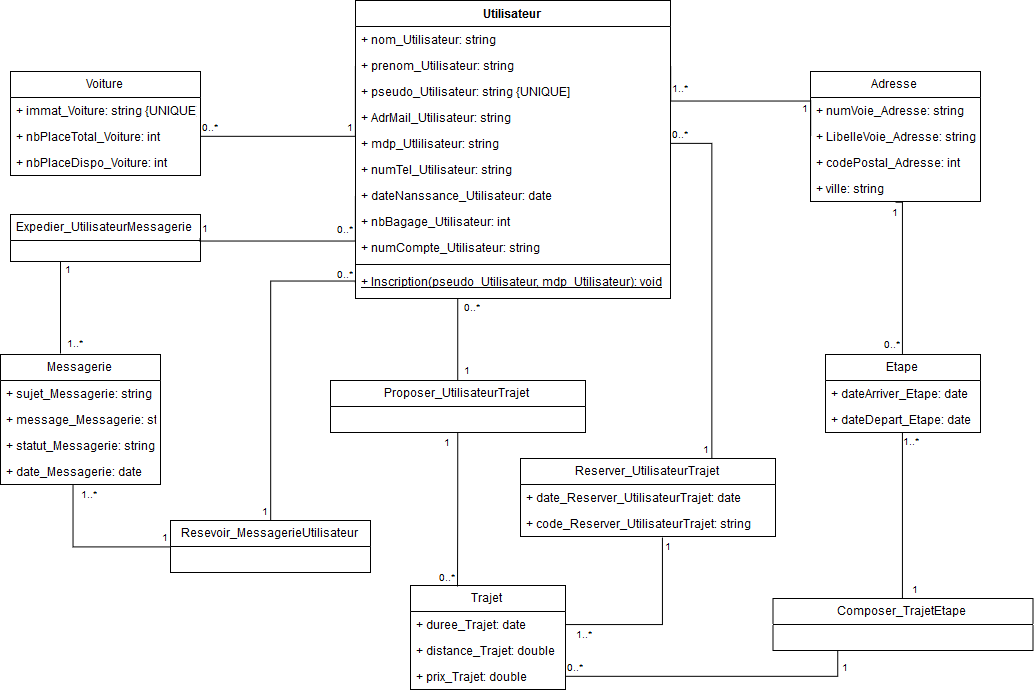 Utilisateur
+ nom_Utilisateur: string
+ prenom_Utilisateur: string
+ pseudo_Utilisateur: string {UNIQUE]
+ AdrMail_Utilisateur: string
+ mdp_Utlilisateur: string
+ numTel_Utilisateur: string
+ dateNanssance_Utilisateur: date
+ nbBagage_Utilisateur: int
+ numCompte_Utilisateur: string
+ Inscription(pseudo_Utilisateur, mdp_Utilisateur): void
Voiture
+ immat_Voiture: string {UNIQUE
+ nbPlaceTotal_Voiture: int
+ nbPlaceDispo_Voiture: int
0..*
1
Adresse
+ numVoie_Adresse: string
+ LibelleVoie_Adresse: string
+ codePostal_Adresse: int
+ ville: string
1..*
1
0..*
1
0..*
Expedier_UtilisateurMessagerie
1
0..*
1
1..*
0..*
0..*
1
Messagerie
+ sujet_Messagerie: string
+ message_Messagerie: st
+ statut_Messagerie: string
+ date_Messagerie: date
1..*
1
1
Resevoir_MessagerieUtilisateur
Proposer_UtilisateurTrajet
1
0..*
1
Reserver_UtilisateurTrajet
+ date_Reserver_UtilisateurTrajet: date
+ code_Reserver_UtilisateurTrajet: string
1
1..*
Etape
+ dateArriver_Etape: date
+ dateDepart_Etape: date
1..*
1
Composer_TrajetEtape
1
0..*
Trajet
+ duree_Trajet: date
+ distance_Trajet: double
+ prix_Trajet: double